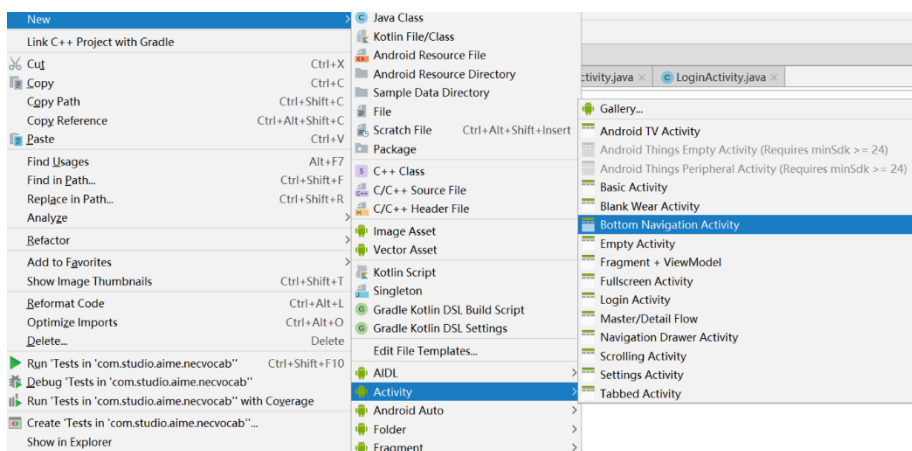 New
Link C++ Project with Gradle
Cut Ctrl+X
Copy Ctrl+C
Copy Path Ctrl+Shift+C
Copy Reference Ctrl+Alt+Shift+C
Paste Ctrl+V
Find Usages Alt+F7
Find in Path... Ctrl+Shift+F
Replace in Path... Ctrl+Shift+R
Analyze
Refactor
Add to Favorites
Show Image Thumbnails Ctrl+Shift+T
Reformat Code Ctrl+Alt+L
Optimize Imports Ctrl+Alt+O
Delete... Delete
Run 'Tests in 'com.studio.aime.necvocab'' Ctrl+Shift+F10
Debug 'Tests in 'com.studio.aime.necvocab''
Run 'Tests in 'com.studio.aime.necvocab'' with Coverage
Create 'Tests in 'com.studio.aime.necvocab''...
Show in Explorer
Java Class
Kotlin File/Class
Android Resource File
Android Resource Directory
Sample Data Directory
File
Scratch File Ctrl+Alt+Shift+Insert
Package
C++ Class
C/C++ Source File
C/C++ Header File
Image Asset
Vector Asset
Kotlin Script
Singleton
Gradle Kotlin DSL Build Script
Gradle Kotlin DSL Settings
Edit File Templates...
AIDL
Activity
Android Auto
Folder
Fragment
ctivity.java LoginActivity.java
Gallery...
Android TV Activity
Android Things Empty Activity (Requires minSdk >= 24)
Android Things Peripheral Activity (Requires minSdk >= 24)
Basic Activity
Blank Wear Activity
Bottom Navigation Activity
Empty Activity
Fragment + ViewModel
Fullscreen Activity
Login Activity
Master/Detail Flow
Navigation Drawer Activity
Scrolling Activity
Settings Activity
Tabbed Activity